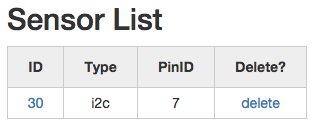 Sensor List
ID Type PinID Delete?
30 i2c 7 delete